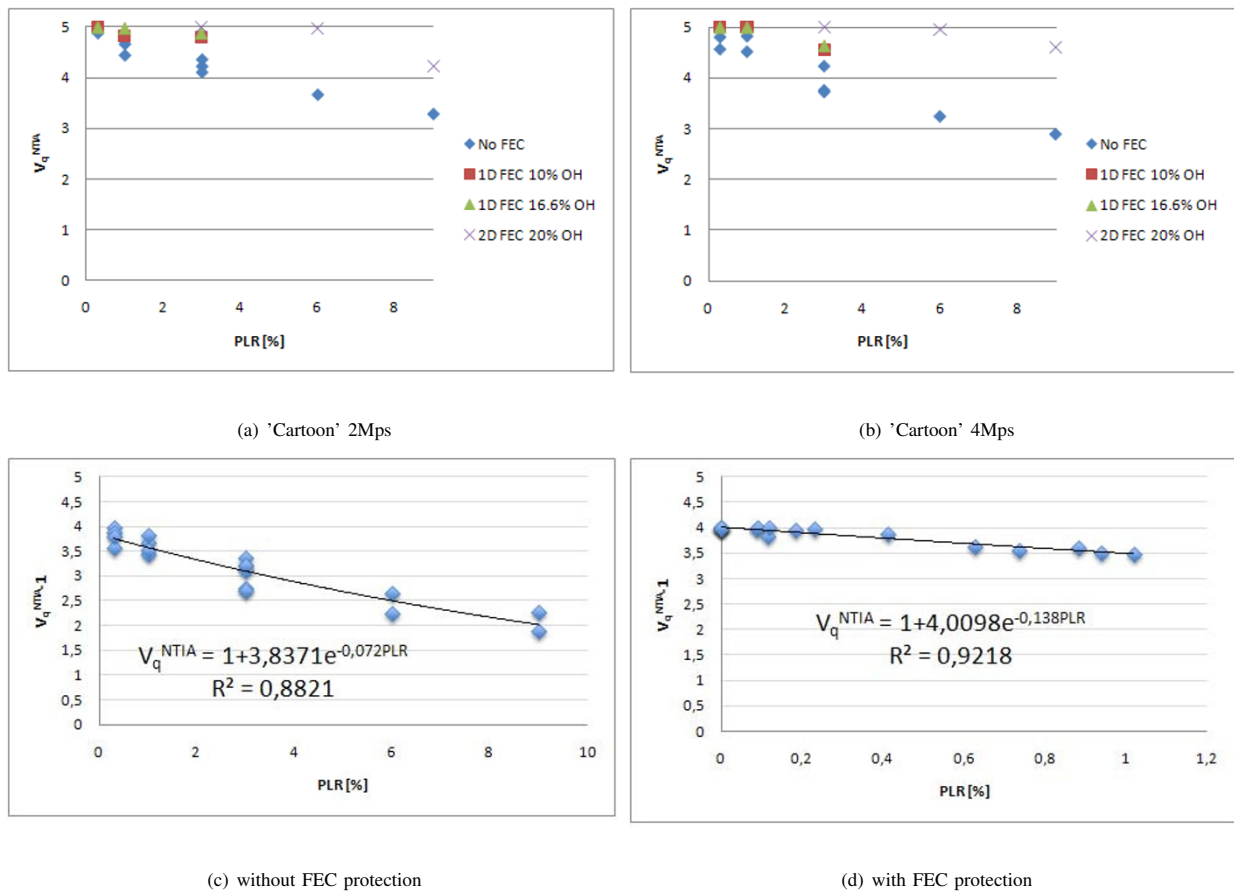 5
4
3
2
1
0
0 2 4 6 8
PLR [%]
Vq^NTIA
No FEC
1D FEC 10% OH
1D FEC 16.6% OH
2D FEC 20% OH
(a) 'Cartoon' 2Mps
5
4
3
2
1
0
0 2 4 6 8
PLR [%]
Vq^NTIA
No FEC
1D FEC 10% OH
1D FEC 16.6% OH
2D FEC 20% OH
(b) 'Cartoon' 4Mps
5
4,5
4
3,5
3
2,5
2
1,5
1
0,5
0
0 2 4 6 8 10
PLR [%]
Vq^NTIA-1
Vq^NTIA = 1+3,8371e^-0,072PLR
R² = 0,8821
(c) without FEC protection
5
4,5
4
3,5
3
2,5
2
1,5
1
0,5
0
0 0,2 0,4 0,6 0,8 1 1,2
PLR [%]
Vq^NTIA-1
Vq^NTIA = 1+4,0098e^-0,138PLR
R² = 0,9218
(d) with FEC protection